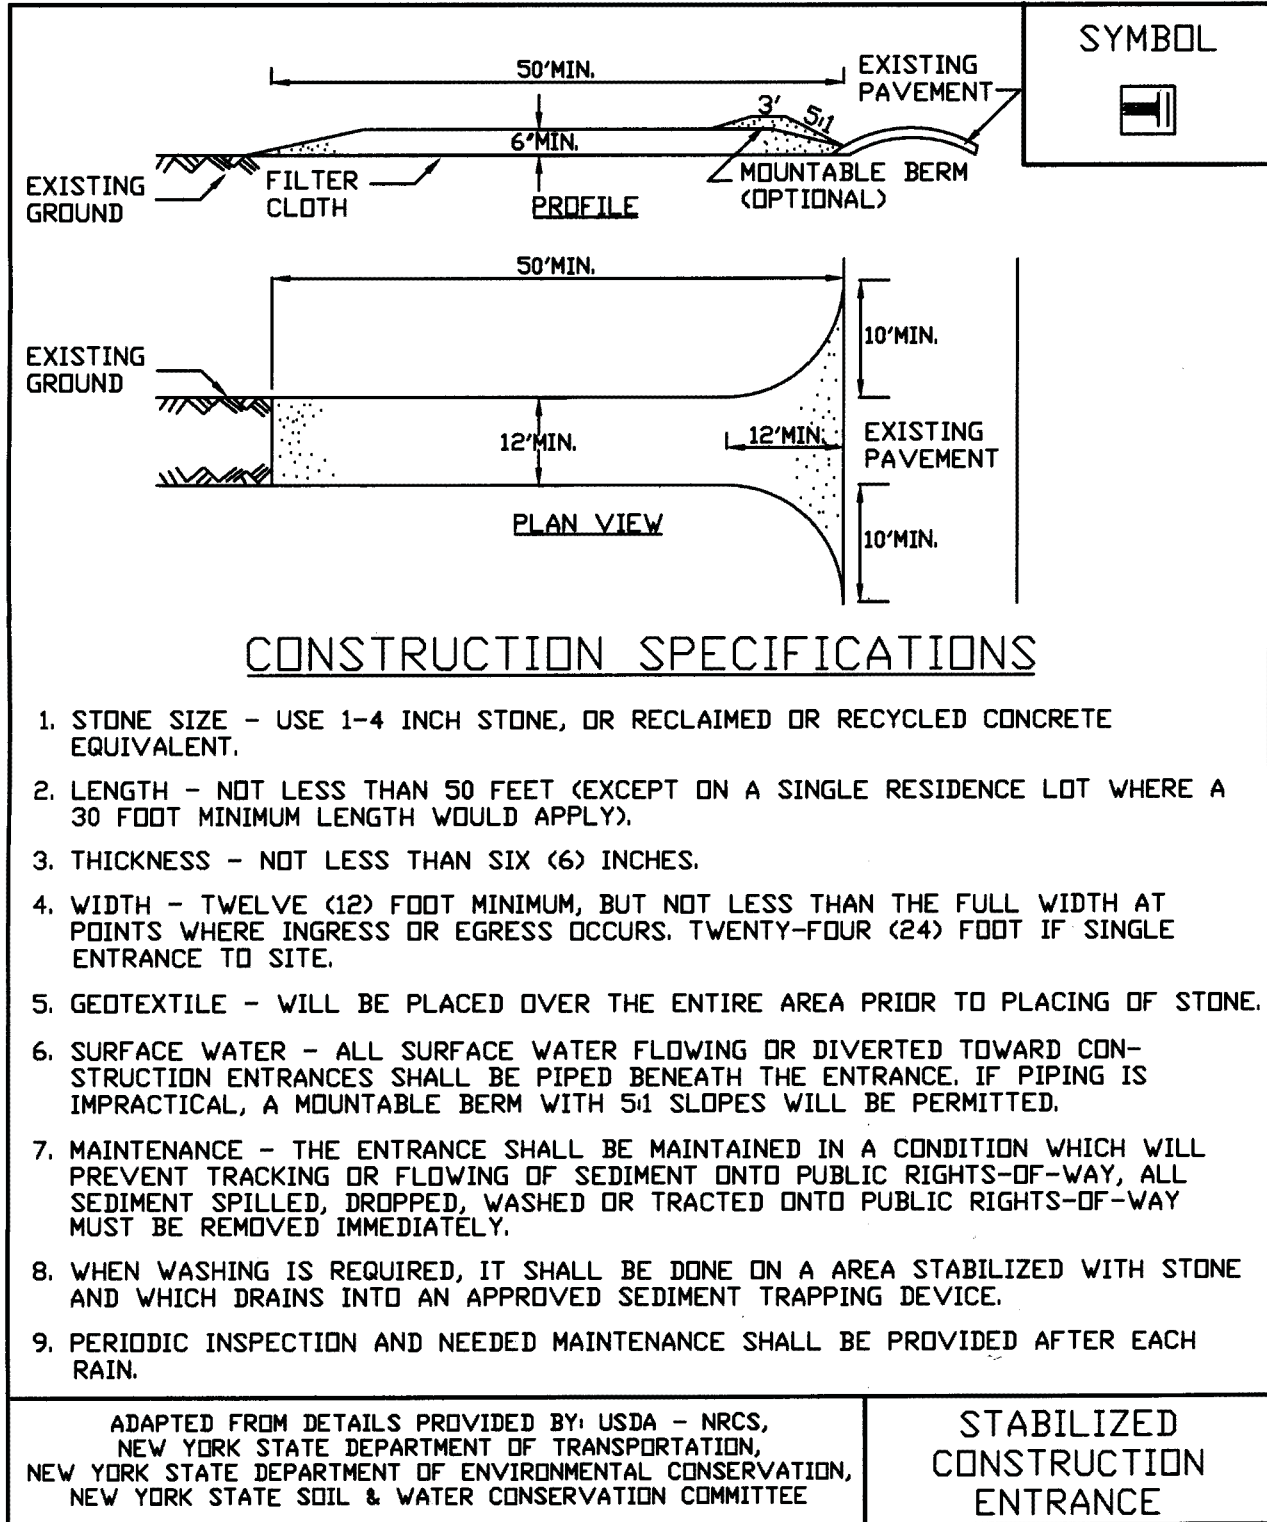 SYMBOL
50'MIN.
EXISTING
PAVEMENT
3'
5:1
6"MIN.
EXISTING
GROUND
FILTER
CLOTH
PROFILE
MOUNTABLE BERM
(OPTIONAL)
50'MIN.
10'MIN.
EXISTING
GROUND
12'MIN.
12'MIN.
EXISTING
PAVEMENT
PLAN VIEW
10'MIN.
CONSTRUCTION SPECIFICATIONS
1. STONE SIZE - USE 1-4 INCH STONE, OR RECLAIMED OR RECYCLED CONCRETE
EQUIVALENT.
2. LENGTH - NOT LESS THAN 50 FEET (EXCEPT ON A SINGLE RESIDENCE LOT WHERE A
30 FOOT MINIMUM LENGTH WOULD APPLY).
3. THICKNESS - NOT LESS THAN SIX (6) INCHES.
4. WIDTH - TWELVE (12) FOOT MINIMUM, BUT NOT LESS THAN THE FULL WIDTH AT
POINTS WHERE INGRESS OR EGRESS OCCURS. TWENTY-FOUR (24) FOOT IF SINGLE
ENTRANCE TO SITE.
5. GEOTEXTILE - WILL BE PLACED OVER THE ENTIRE AREA PRIOR TO PLACING OF STONE.
6. SURFACE WATER - ALL SURFACE WATER FLOWING OR DIVERTED TOWARD CON-
STRUCTION ENTRANCES SHALL BE PIPED BENEATH THE ENTRANCE. IF PIPING IS
IMPRACTICAL, A MOUNTABLE BERM WITH 5:1 SLOPES WILL BE PERMITTED.
7. MAINTENANCE - THE ENTRANCE SHALL BE MAINTAINED IN A CONDITION WHICH WILL
PREVENT TRACKING OR FLOWING OF SEDIMENT ONTO PUBLIC RIGHTS-OF-WAY, ALL
SEDIMENT SPILLED, DROPPED, WASHED OR TRACTED ONTO PUBLIC RIGHTS-OF-WAY
MUST BE REMOVED IMMEDIATELY.
8. WHEN WASHING IS REQUIRED, IT SHALL BE DONE ON A AREA STABILIZED WITH STONE
AND WHICH DRAINS INTO AN APPROVED SEDIMENT TRAPPING DEVICE.
9. PERIODIC INSPECTION AND NEEDED MAINTENANCE SHALL BE PROVIDED AFTER EACH
RAIN.
ADAPTED FROM DETAILS PROVIDED BY: USDA - NRCS,
NEW YORK STATE DEPARTMENT OF TRANSPORTATION,
NEW YORK STATE DEPARTMENT OF ENVIRONMENTAL CONSERVATION,
NEW YORK STATE SOIL & WATER CONSERVATION COMMITTEE
STABILIZED
CONSTRUCTION
ENTRANCE